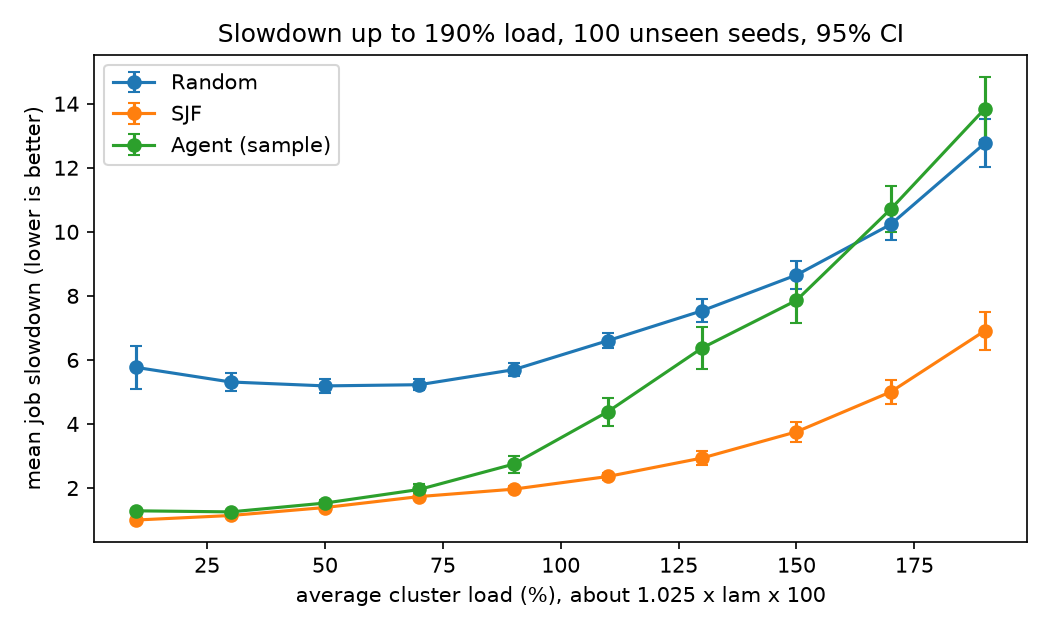 Slowdown up to 190% load, 100 unseen seeds, 95% CI
Random
SJF
Agent (sample)
mean job slowdown (lower is better)
14
12
10
8
6
4
2
25
50
75
100
125
150
175
average cluster load (%), about 1.025 x lam x 100